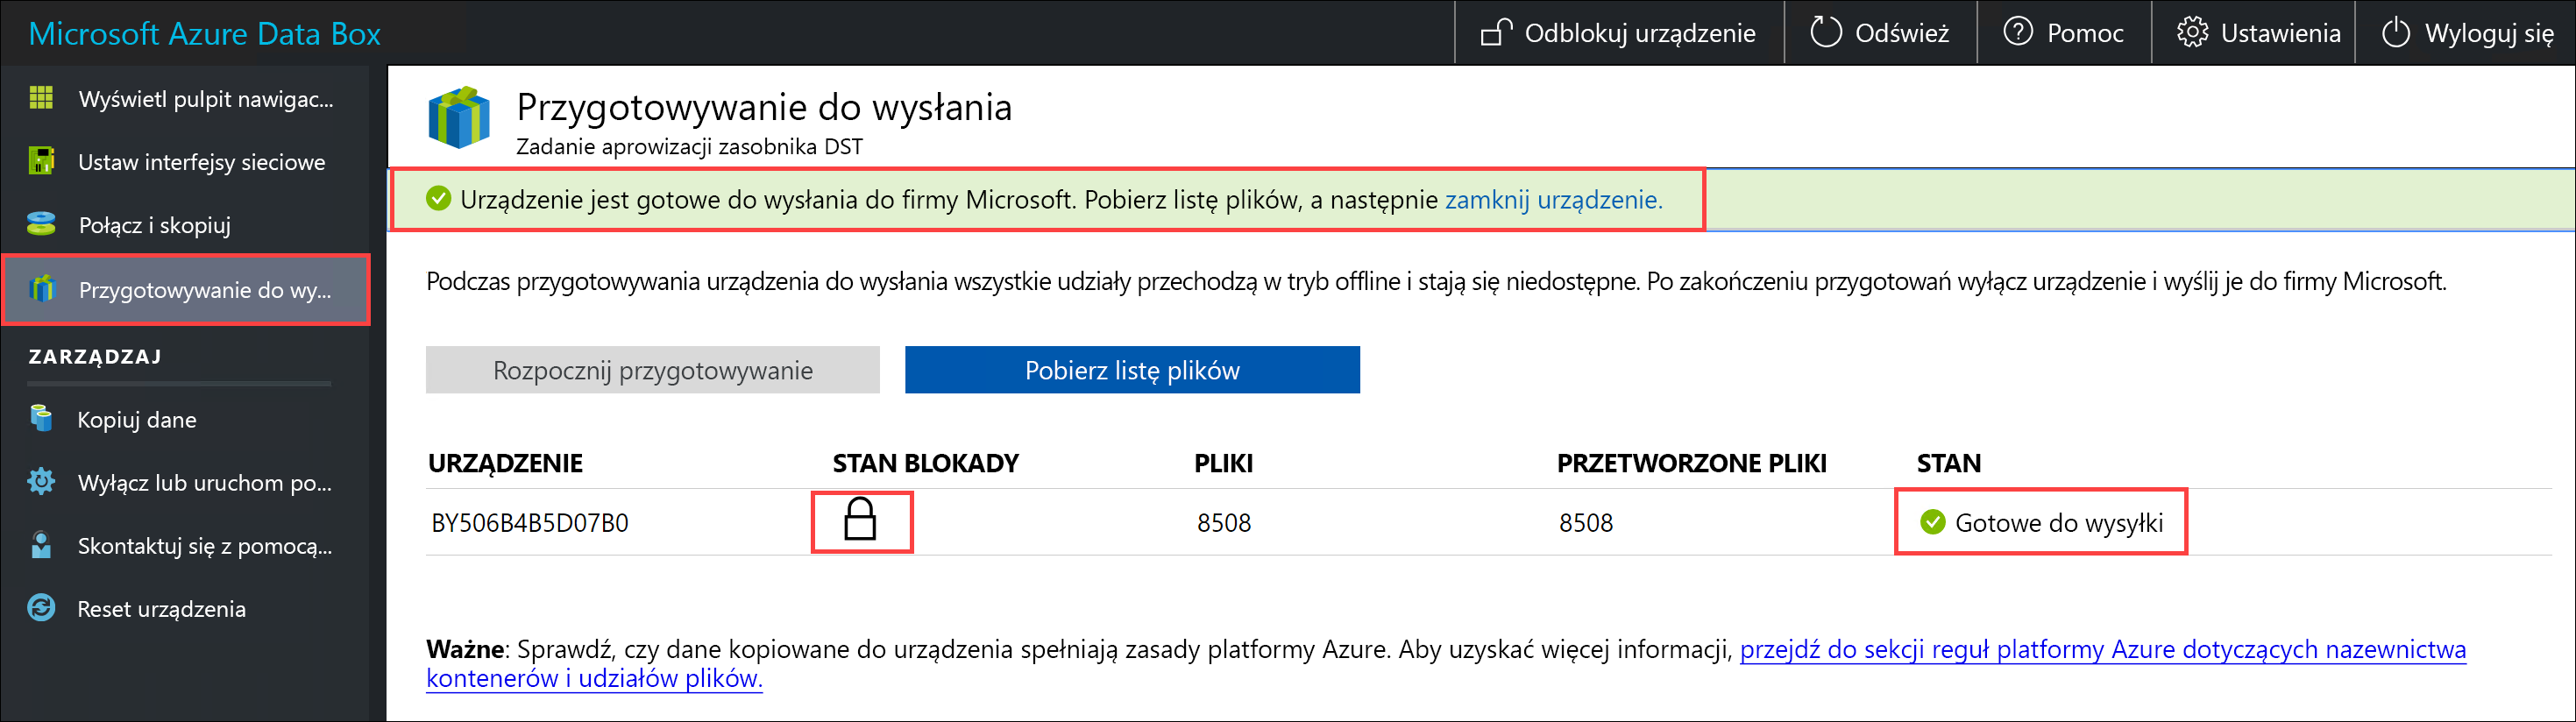 Microsoft Azure Data Box
Odblokuj urządzenie
Odśwież
Pomoc
Ustawienia
Wyloguj się
Wyświetl pulpit nawigac...
Ustaw interfejsy sieciowe
Połącz i skopiuj
Przygotowywanie do wy...
ZARZĄDZAJ
Kopiuj dane
Wyłącz lub uruchom po...
Skontaktuj się z pomocą...
Reset urządzenia
Przygotowywanie do wysłania
Zadanie aprowizacji zasobnika DST
Urządzenie jest gotowe do wysłania do firmy Microsoft. Pobierz listę plików, a następnie zamknij urządzenie.
Podczas przygotowywania urządzenia do wysłania wszystkie udziały przechodzą w tryb offline i stają się niedostępne. Po zakończeniu przygotowań wyłącz urządzenie i wyślij je do firmy Microsoft.
Rozpocznij przygotowywanie
Pobierz listę plików
URZĄDZENIE STAN BLOKADY PLIKI PRZETWORZONE PLIKI STAN
BY506B4B5D07B0 8508 8508 Gotowe do wysyłki
Ważne: Sprawdź, czy dane kopiowane do urządzenia spełniają zasady platformy Azure. Aby uzyskać więcej informacji, przejdź do sekcji reguł platformy Azure dotyczących nazewnictwa
kontenerów i udziałów plików.